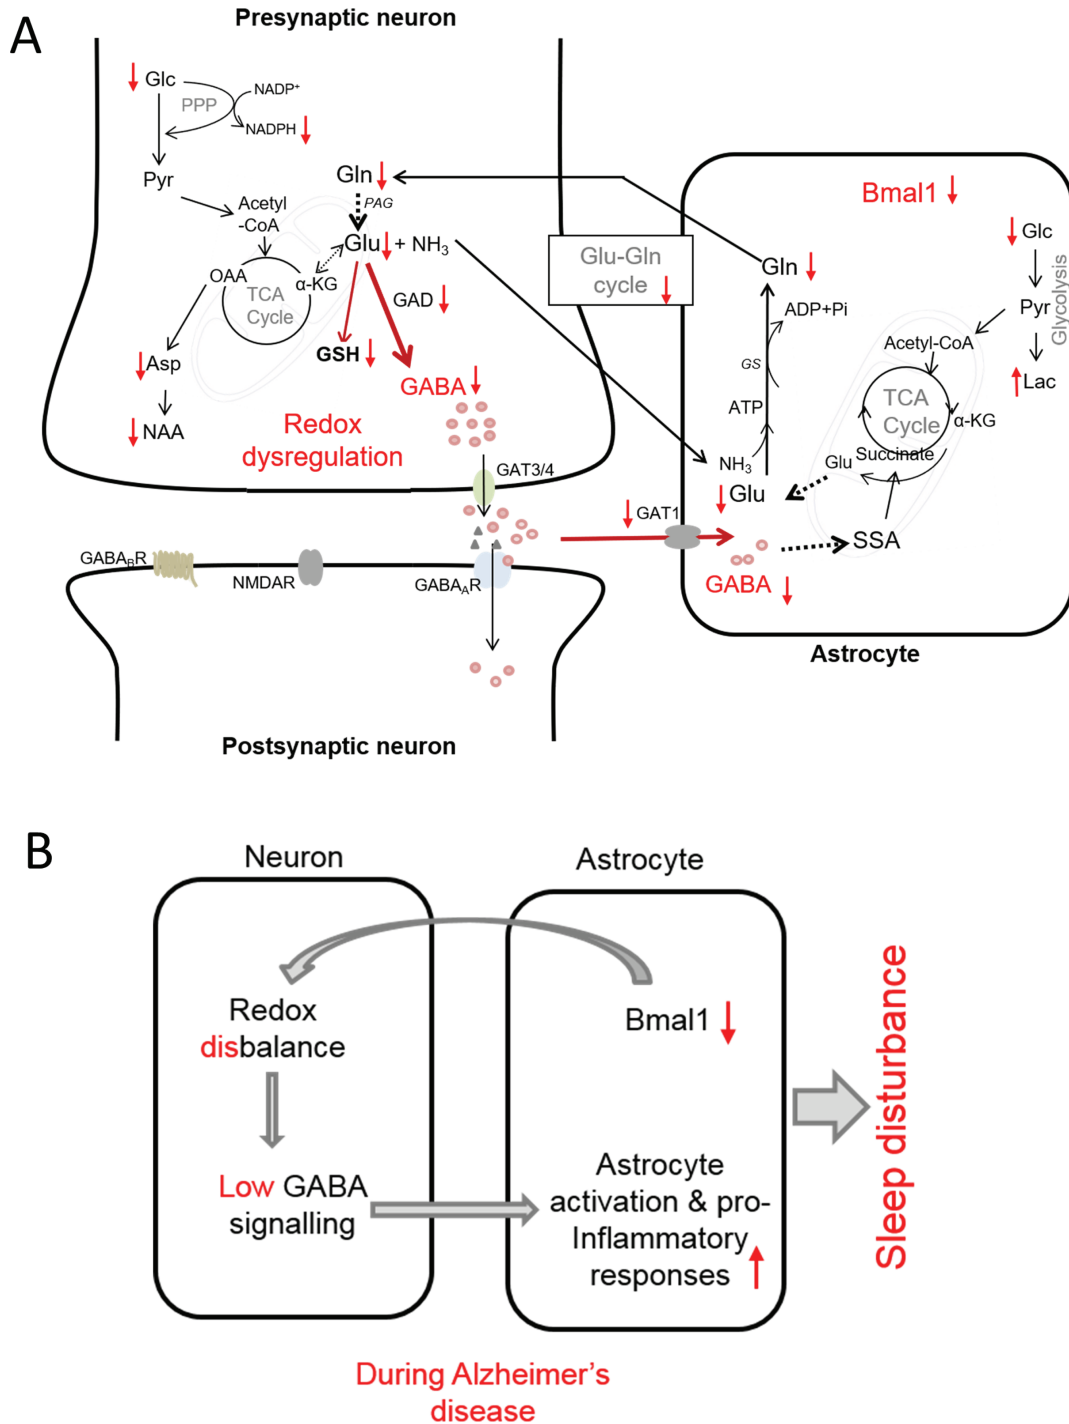 A
Presynaptic neuron
Glc
PPP
NADP⁺
NADPH
Pyr
Acetyl
-CoA
OAA
α-KG
TCA
Cycle
Asp
NAA
Gln
PAG
Glu + NH₃
GAD
GSH
GABA
Redox
dysregulation
GAT3/4
Glu-Gln
cycle
Bmal1
Glc
Pyr
Glycolysis
Lac
Acetyl-CoA
TCA
Cycle
α-KG
Succinate
Glu
SSA
Gln
ADP+Pi
GS
ATP
NH₃
Glu
GAT1
GABA
Astrocyte
GABA_BR
NMDAR
GABA_AR
Postsynaptic neuron
B
Neuron
Astrocyte
Redox
disbalance
Low GABA
signalling
Bmal1
Astrocyte
activation & pro-
Inflammatory
responses
Sleep disturbance
During Alzheimer’s
disease